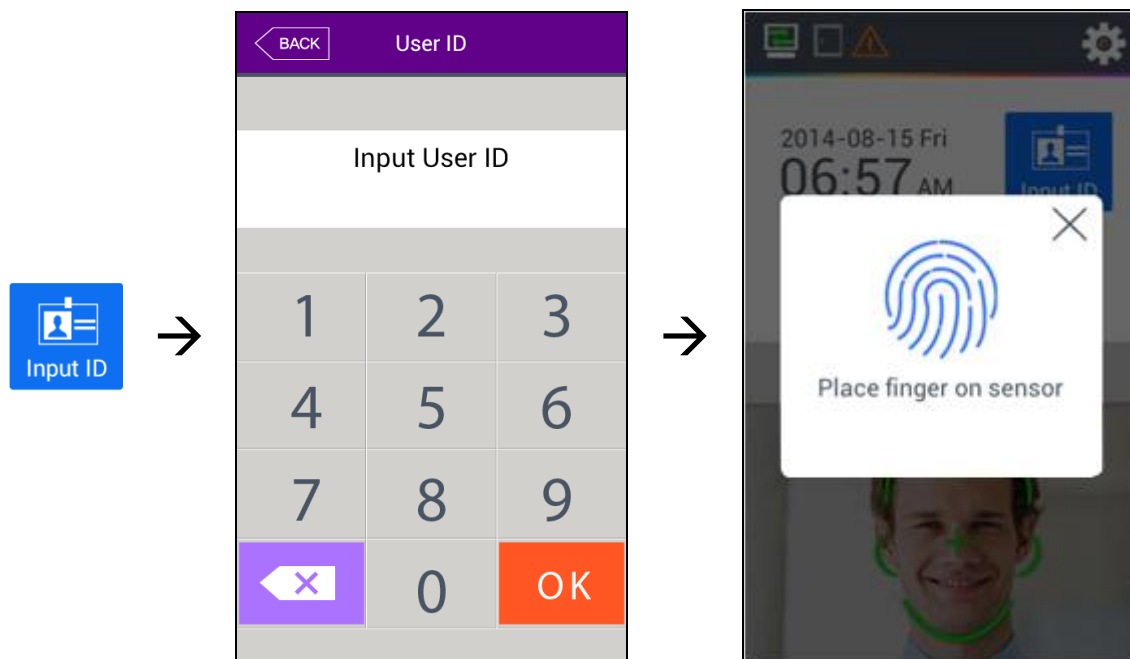 Input ID
BACK
User ID
Input User ID
1 2 3
4 5 6
7 8 9
0 OK
2014-08-15 Fri
06:57 AM
Input ID
Place finger on sensor